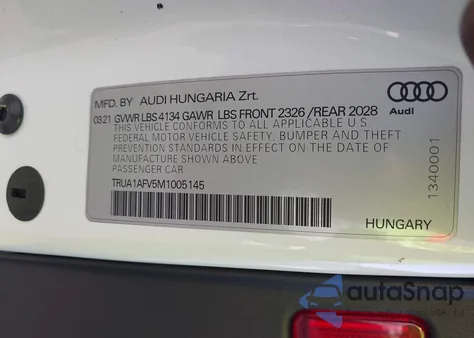 MFD. BY AUDI HUNGARIA Zrt.
03.21 GVWR LBS 4134 GAWR LBS FRONT 2326 /REAR 2028
THIS VEHICLE CONFORMS TO ALL APPLICABLE U.S.
FEDERAL MOTOR VEHICLE SAFETY, BUMPER AND THEFT
PREVENTION STANDARDS IN EFFECT ON THE DATE OF
MANUFACTURE SHOWN ABOVE.
PASSENGER CAR
TRUA1AFV5M1005145
Audi
1340001
HUNGARY
autoSnap